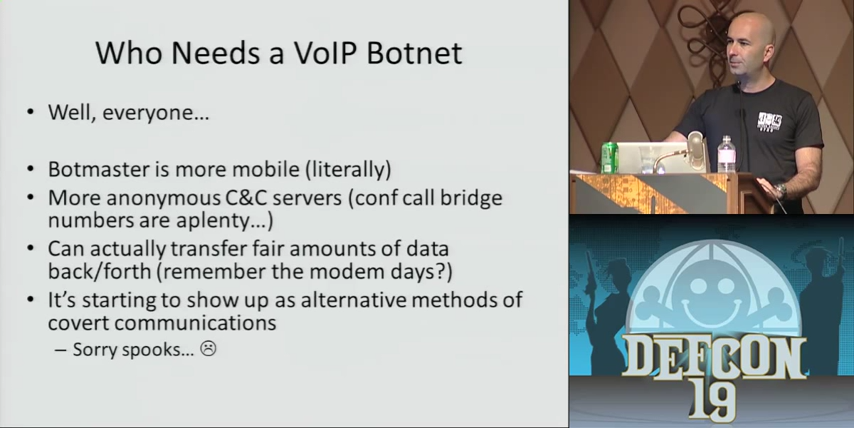 Who Needs a VoIP Botnet
• Well, everyone…
• Botmaster is more mobile (literally)
• More anonymous C&C servers (conf call bridge
numbers are aplenty…)
• Can actually transfer fair amounts of data
back/forth (remember the modem days?)
• It's starting to show up as alternative methods of
covert communications
– Sorry spooks… ☹
DEFCON
19